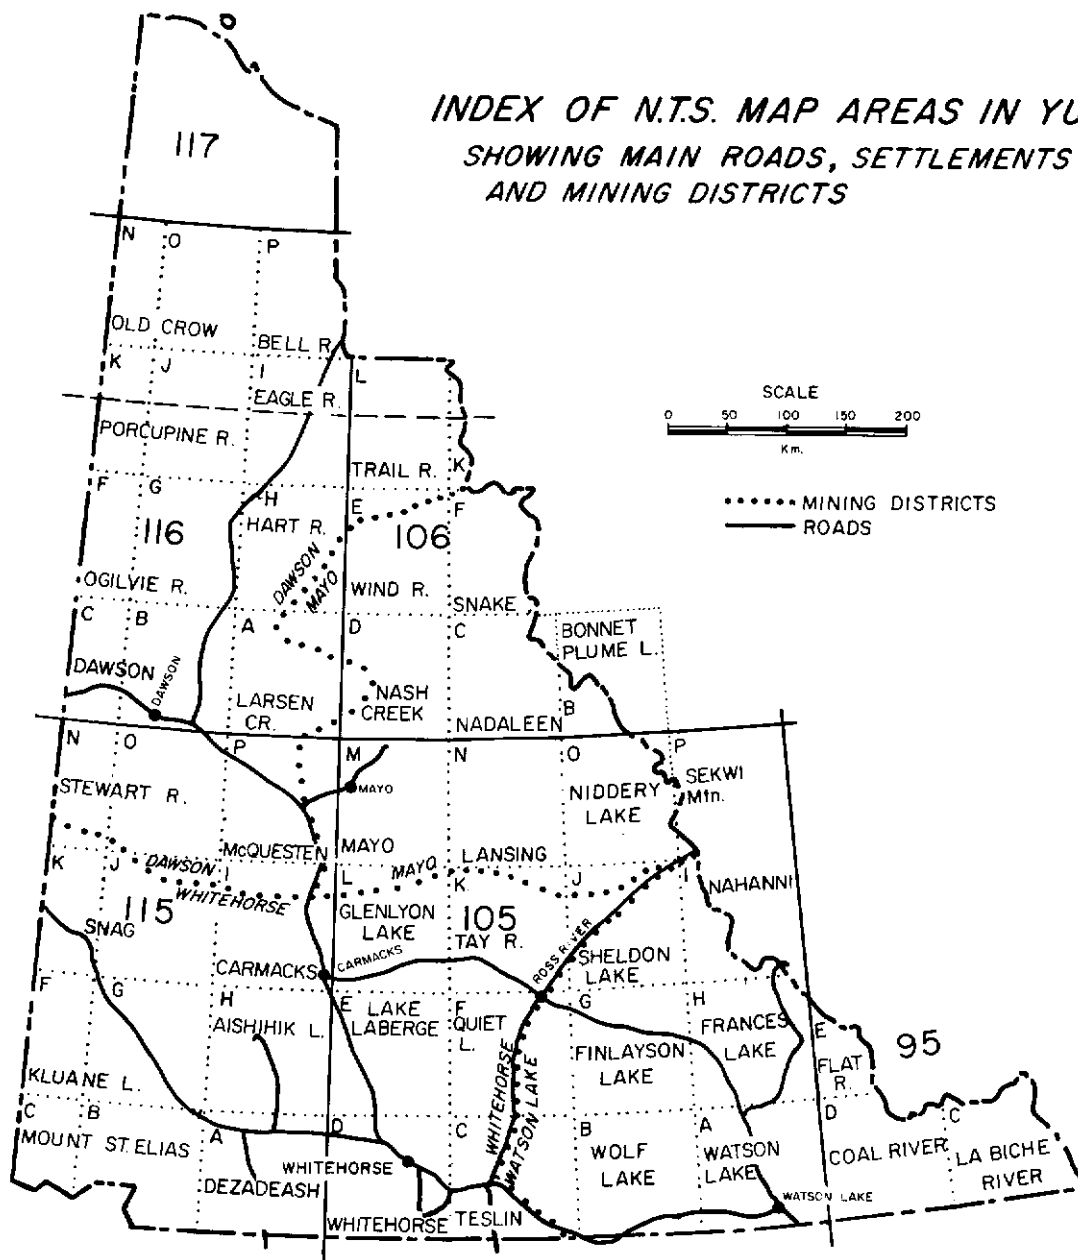 INDEX OF N.T.S. MAP AREAS IN YU
SHOWING MAIN ROADS, SETTLEMENTS
AND MINING DISTRICTS
117
N
O
P
OLD CROW
BELL R.
K
J
I
L
EAGLE R.
SCALE
0 50 100 150 200
Km.
PORCUPINE R.
TRAIL R.
K
F
G
H
E
F
MINING DISTRICTS
ROADS
HART R.
116
106
DAWSON
MAYO
OGILVIE R.
WIND R.
SNAKE
C
B
A
D
C
BONNET
PLUME L.
DAWSON
DAWSON
LARSEN
CR.
NASH
CREEK
NADALEEN
B
N
O
P
M
N
O
P
STEWART R.
MAYO
NIDDERY
LAKE
SEKWI
Mtn.
McQUESTEN
MAYO
LANSING
K
J
DAWSON
I
L
MAYO
K
J
I
NAHANNI
WHITEHORSE
115
GLENLYON
LAKE
105
TAY R.
SNAG
ROSS RIVER
SHELDON
LAKE
CARMACKS
CARMACKS
F
G
H
E
F
G
H
AISHIHIK L.
LAKE
LABERGE
QUIET
L.
FRANCES
LAKE
E
95
FINLAYSON
LAKE
FLAT
R.
KLUANE L.
WHITEHORSE
WATSON LAKE
C
B
A
D
C
B
A
D
C
MOUNT ST. ELIAS
WHITEHORSE
WOLF
LAKE
WATSON
LAKE
COAL RIVER
LA BICHE
RIVER
DEZADEASH
WHITEHORSE
TESLIN
WATSON LAKE